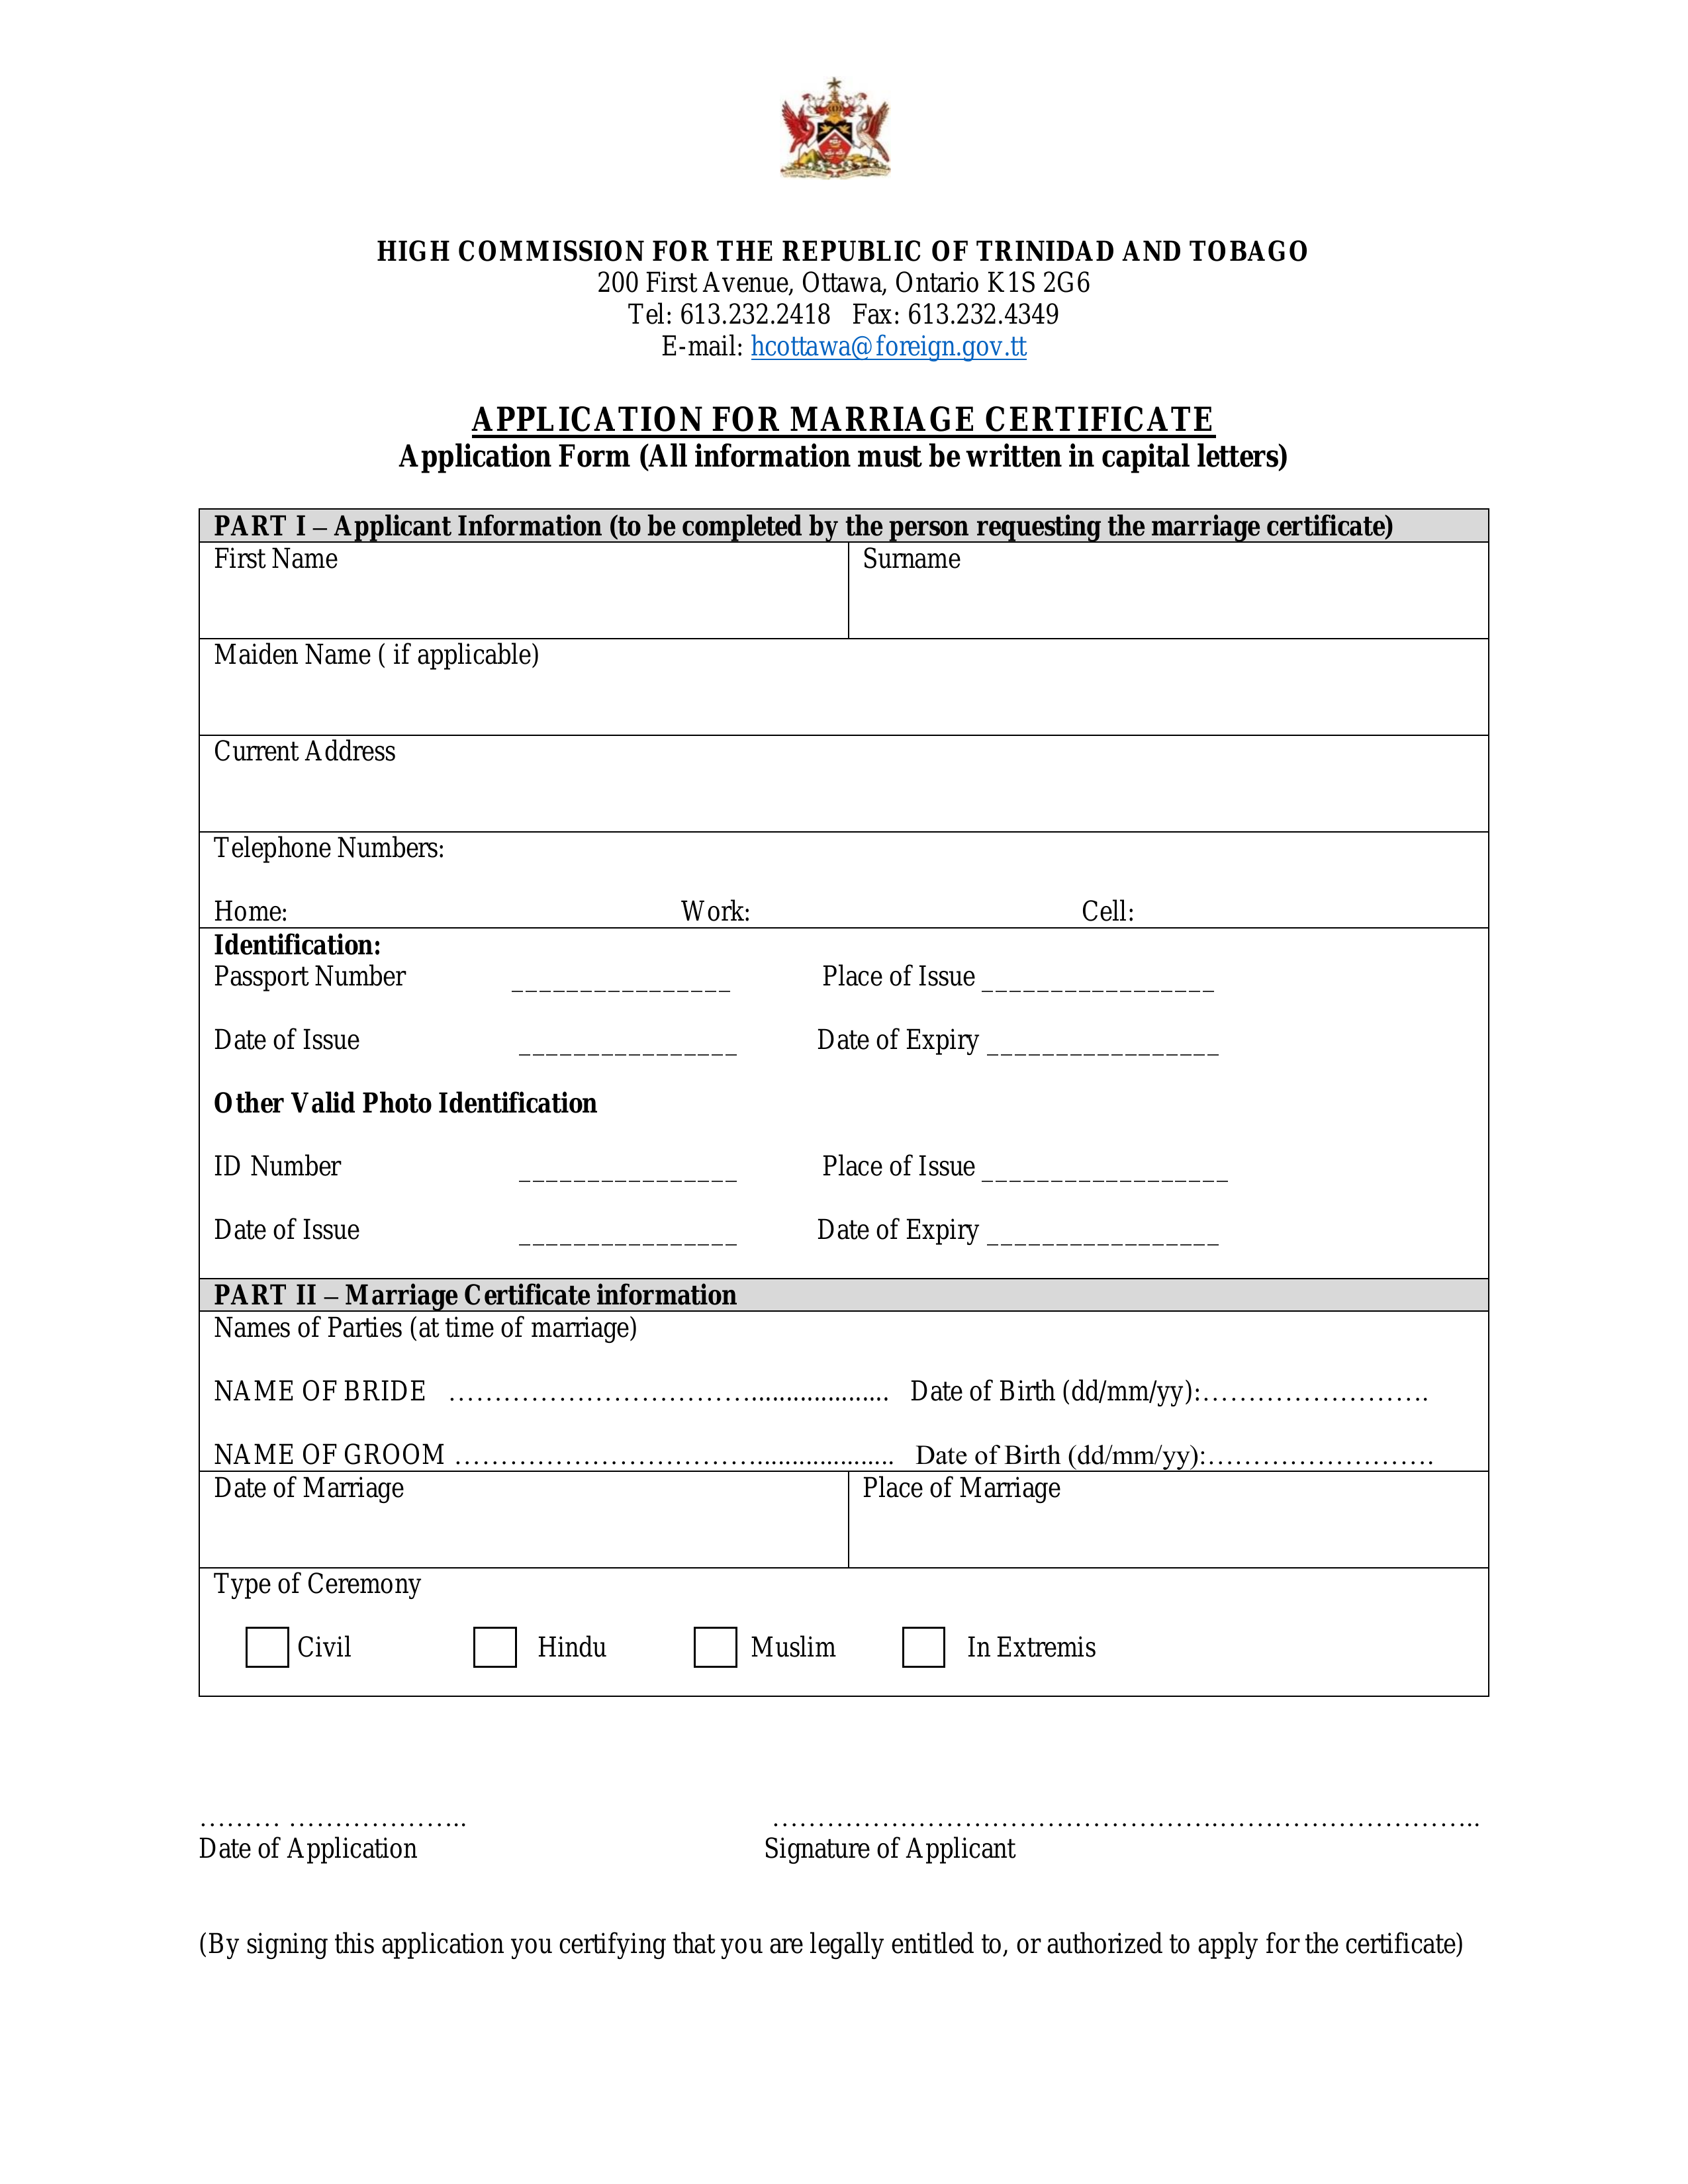 HIGH COMMISSION FOR THE REPUBLIC OF TRINIDAD AND TOBAGO
200 First Avenue, Ottawa, Ontario K1S 2G6
Tel: 613.232.2418   Fax: 613.232.4349
E-mail: hcottawa@foreign.gov.tt
APPLICATION FOR MARRIAGE CERTIFICATE
Application Form (All information must be written in capital letters)
PART I – Applicant Information (to be completed by the person requesting the marriage certificate)
First Name Surname
Maiden Name ( if applicable)
Current Address
Telephone Numbers:
Home: Work: Cell:
Identification:
Passport Number ________________ Place of Issue _________________
Date of Issue ________________ Date of Expiry _________________
Other Valid Photo Identification
ID Number ________________ Place of Issue __________________
Date of Issue ________________ Date of Expiry _________________
PART II – Marriage Certificate information
Names of Parties (at time of marriage)
NAME OF BRIDE …………………………….................... Date of Birth (dd/mm/yy):…………………….
NAME OF GROOM …………………………….................... Date of Birth (dd/mm/yy):…………………….
Date of Marriage Place of Marriage
Type of Ceremony
Civil Hindu Muslim In Extremis
……… ……………….. ………………………………………….………………………..
Date of Application Signature of Applicant
(By signing this application you certifying that you are legally entitled to, or authorized to apply for the certificate)